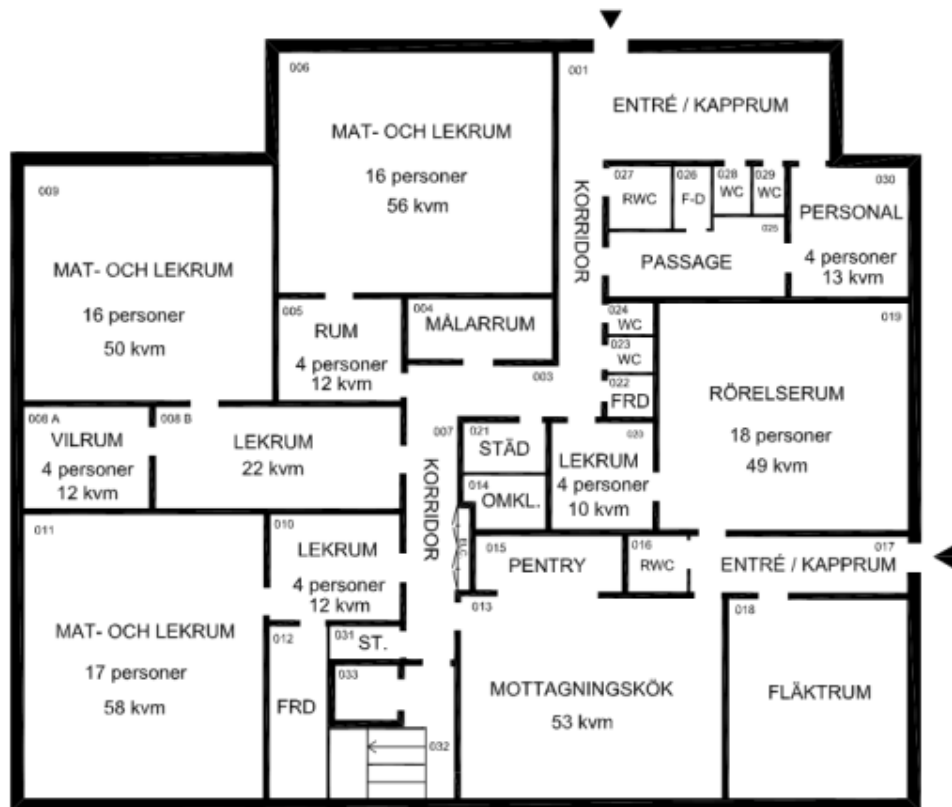 006
MAT- OCH LEKRUM
16 personer
56 kvm
001
ENTRÉ / KAPPRUM
009
MAT- OCH LEKRUM
16 personer
50 kvm
KORRIDOR
027
RWC
026
F-D
028
WC
029
WC
025
PASSAGE
030
PERSONAL
4 personer
13 kvm
005
RUM
4 personer
12 kvm
004
MÅLARRUM
003
024
WC
023
WC
022
FRD
019
RÖRELSERUM
18 personer
49 kvm
008 A
VILRUM
4 personer
12 kvm
008 B
LEKRUM
22 kvm
007
KORRIDOR
021
STÄD
014
OMKL.
020
LEKRUM
4 personer
10 kvm
011
MAT- OCH LEKRUM
17 personer
58 kvm
010
LEKRUM
4 personer
12 kvm
015
PENTRY
016
RWC
017
ENTRÉ / KAPPRUM
012
FRD
031
ST.
033
032
013
MOTTAGNINGSKÖK
53 kvm
018
FLÄKTRUM